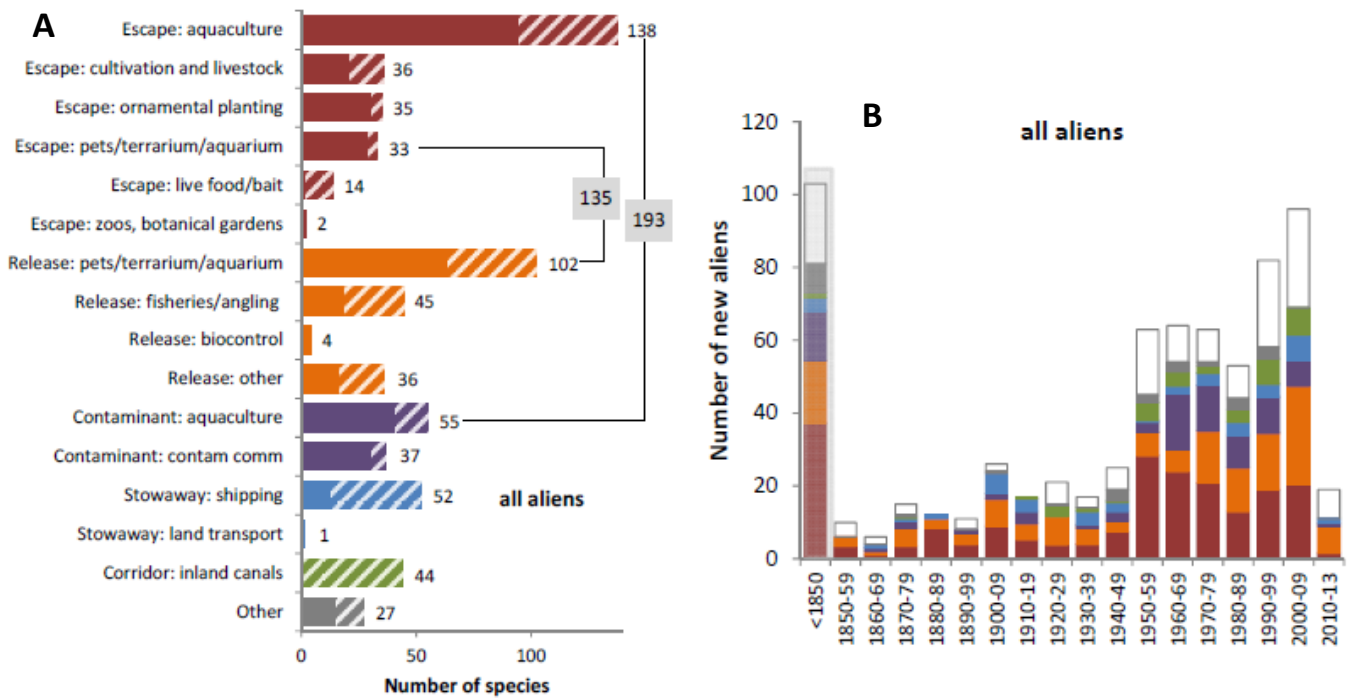 A
Escape: aquaculture 138
Escape: cultivation and livestock 36
Escape: ornamental planting 35
Escape: pets/terrarium/aquarium 33
Escape: live food/bait 14
Escape: zoos, botanical gardens 2
Release: pets/terrarium/aquarium 102
Release: fisheries/angling 45
Release: biocontrol 4
Release: other 36
Contaminant: aquaculture 55
Contaminant: contam comm 37
Stowaway: shipping 52
Stowaway: land transport 1
Corridor: inland canals 44
Other 27
135
193
all aliens
0 50 100
Number of species
B
all aliens
Number of new aliens
120
100
80
60
40
20
0
<1850
1850-59
1860-69
1870-79
1880-89
1890-99
1900-09
1910-19
1920-29
1930-39
1940-49
1950-59
1960-69
1970-79
1980-89
1990-99
2000-09
2010-13